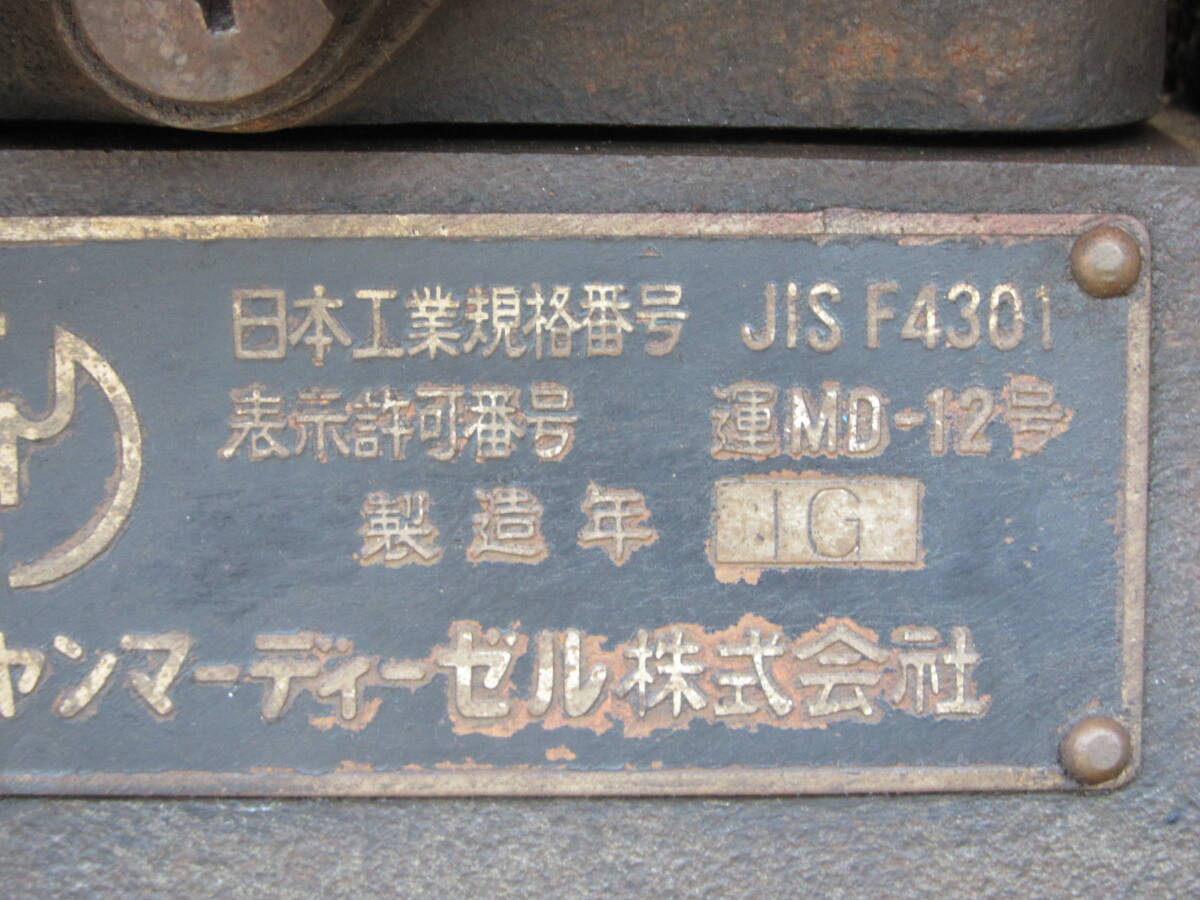 日本工業規格番号 JIS F4301
表示許可番号 運MD-12号
製造年 1G
ヤンマーディーゼル株式会社